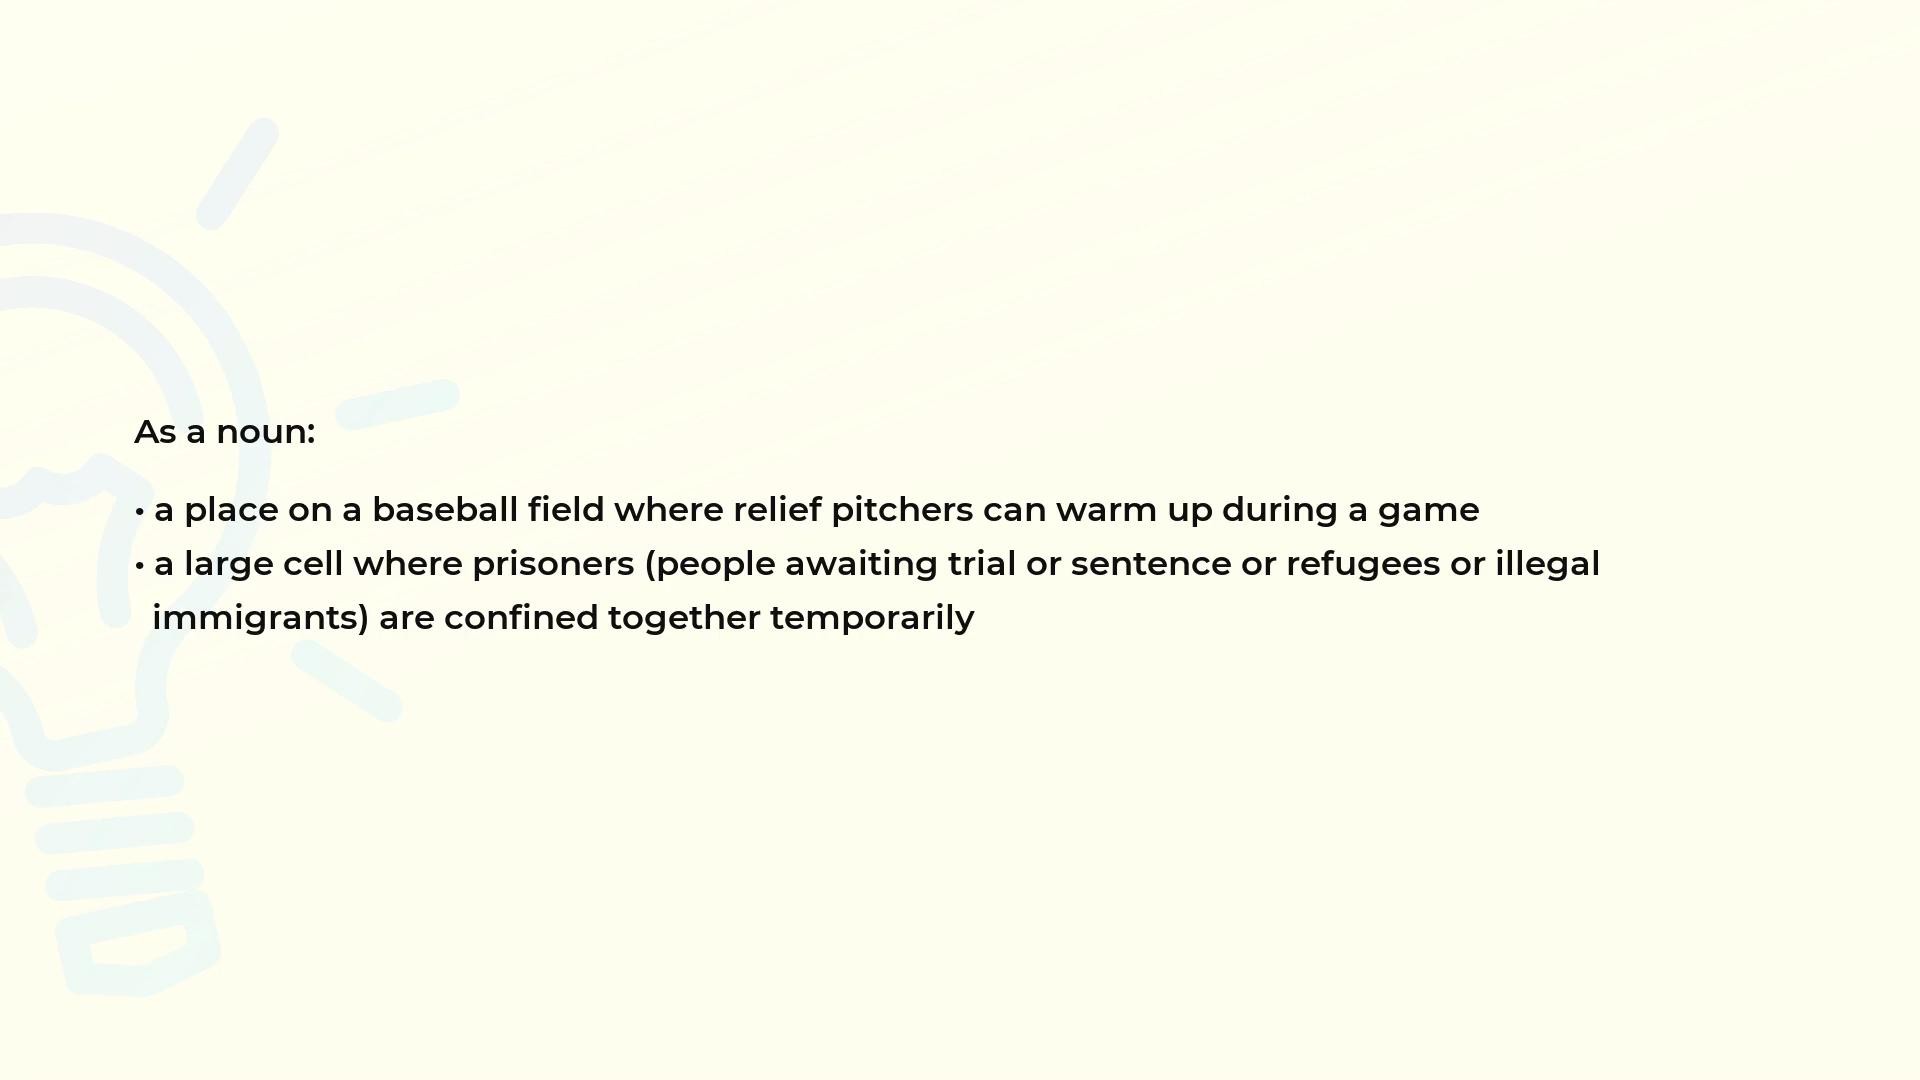 As a noun:
• a place on a baseball field where relief pitchers can warm up during a game
• a large cell where prisoners (people awaiting trial or sentence or refugees or illegal
immigrants) are confined together temporarily